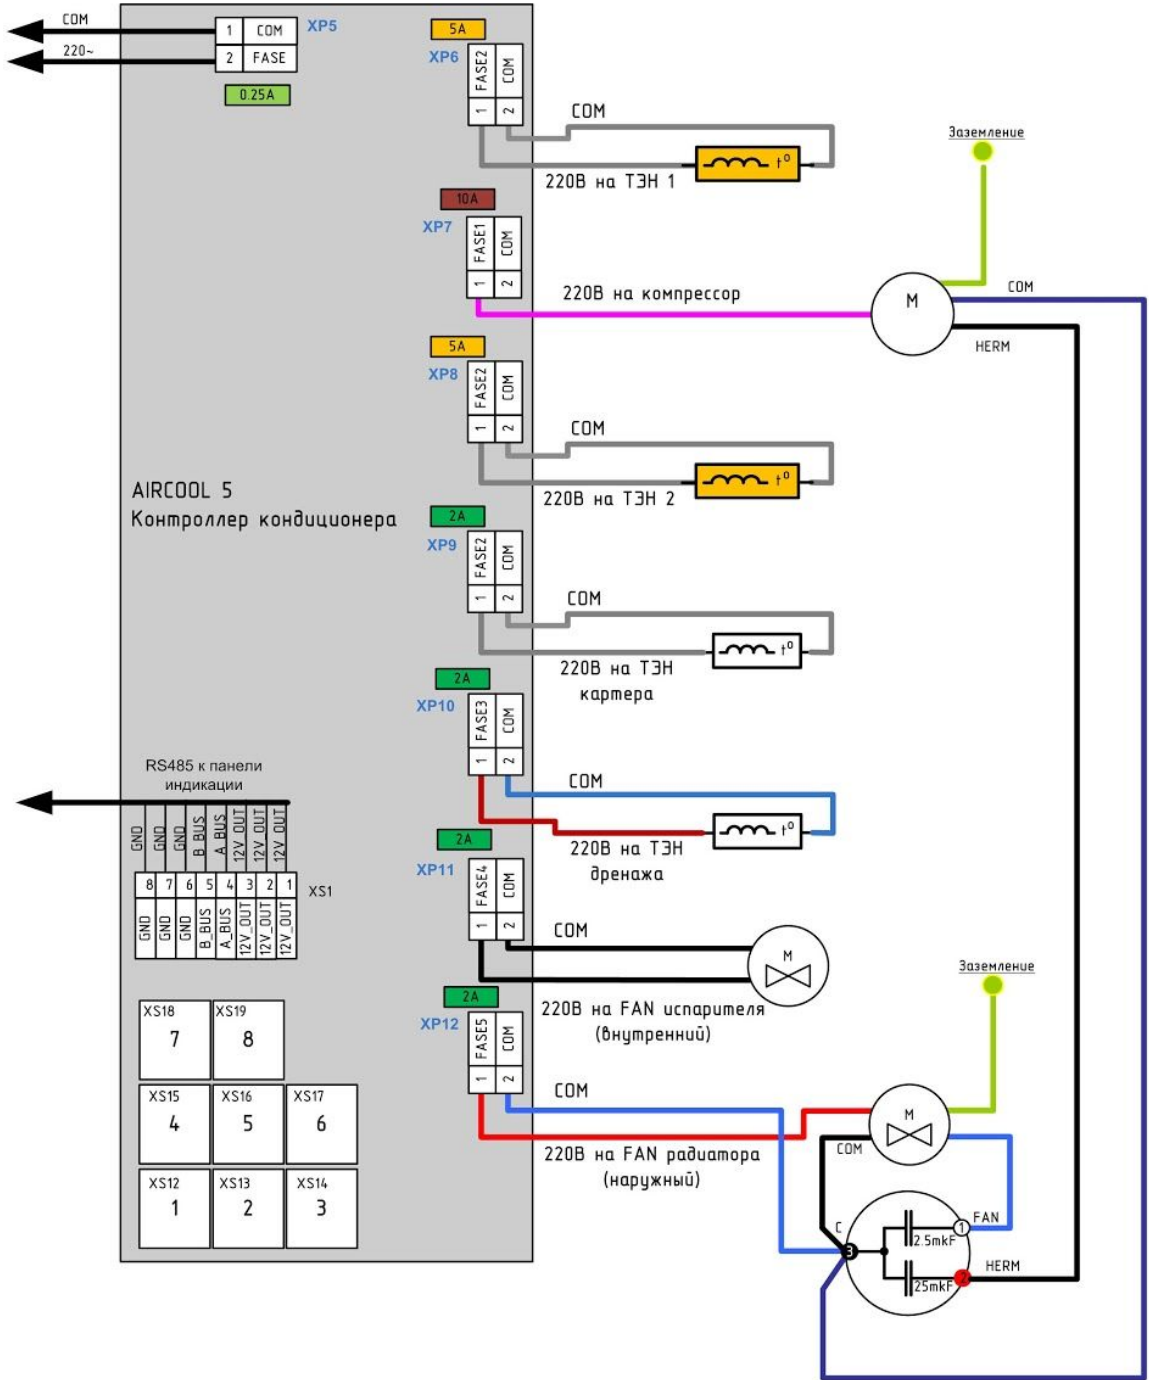 COM
220~
1 COM
2 FASE
XP5
0.25A
5A
XP6
FASE2 COM
1 2
COM
220В на ТЭН 1
t°
Заземление
10A
XP7
FASE1 COM
1 2
220В на компрессор
M
COM
HERM
5A
XP8
FASE2 COM
1 2
COM
220В на ТЭН 2
t°
AIRCOOL 5
Контроллер кондиционера
2A
XP9
FASE2 COM
1 2
COM
220В на ТЭН
картера
t°
2A
XP10
FASE3 COM
1 2
COM
220В на ТЭН
дренажа
t°
RS485 к панели
индикации
GND GND GND B_BUS A_BUS 12V_OUT 12V_OUT 12V_OUT
8 7 6 5 4 3 2 1
XS1
GND GND GND B_BUS A_BUS 12V_OUT 12V_OUT 12V_OUT
2A
XP11
FASE4 COM
1 2
COM
M
220В на FAN испарителя
(внутренний)
Заземление
2A
XP12
FASE5 COM
1 2
COM
220В на FAN радиатора
(наружный)
M
COM
C
3
1
FAN
2.5mkF
25mkF
2
HERM
XS18 XS19
7 8
XS15 XS16 XS17
4 5 6
XS12 XS13 XS14
1 2 3